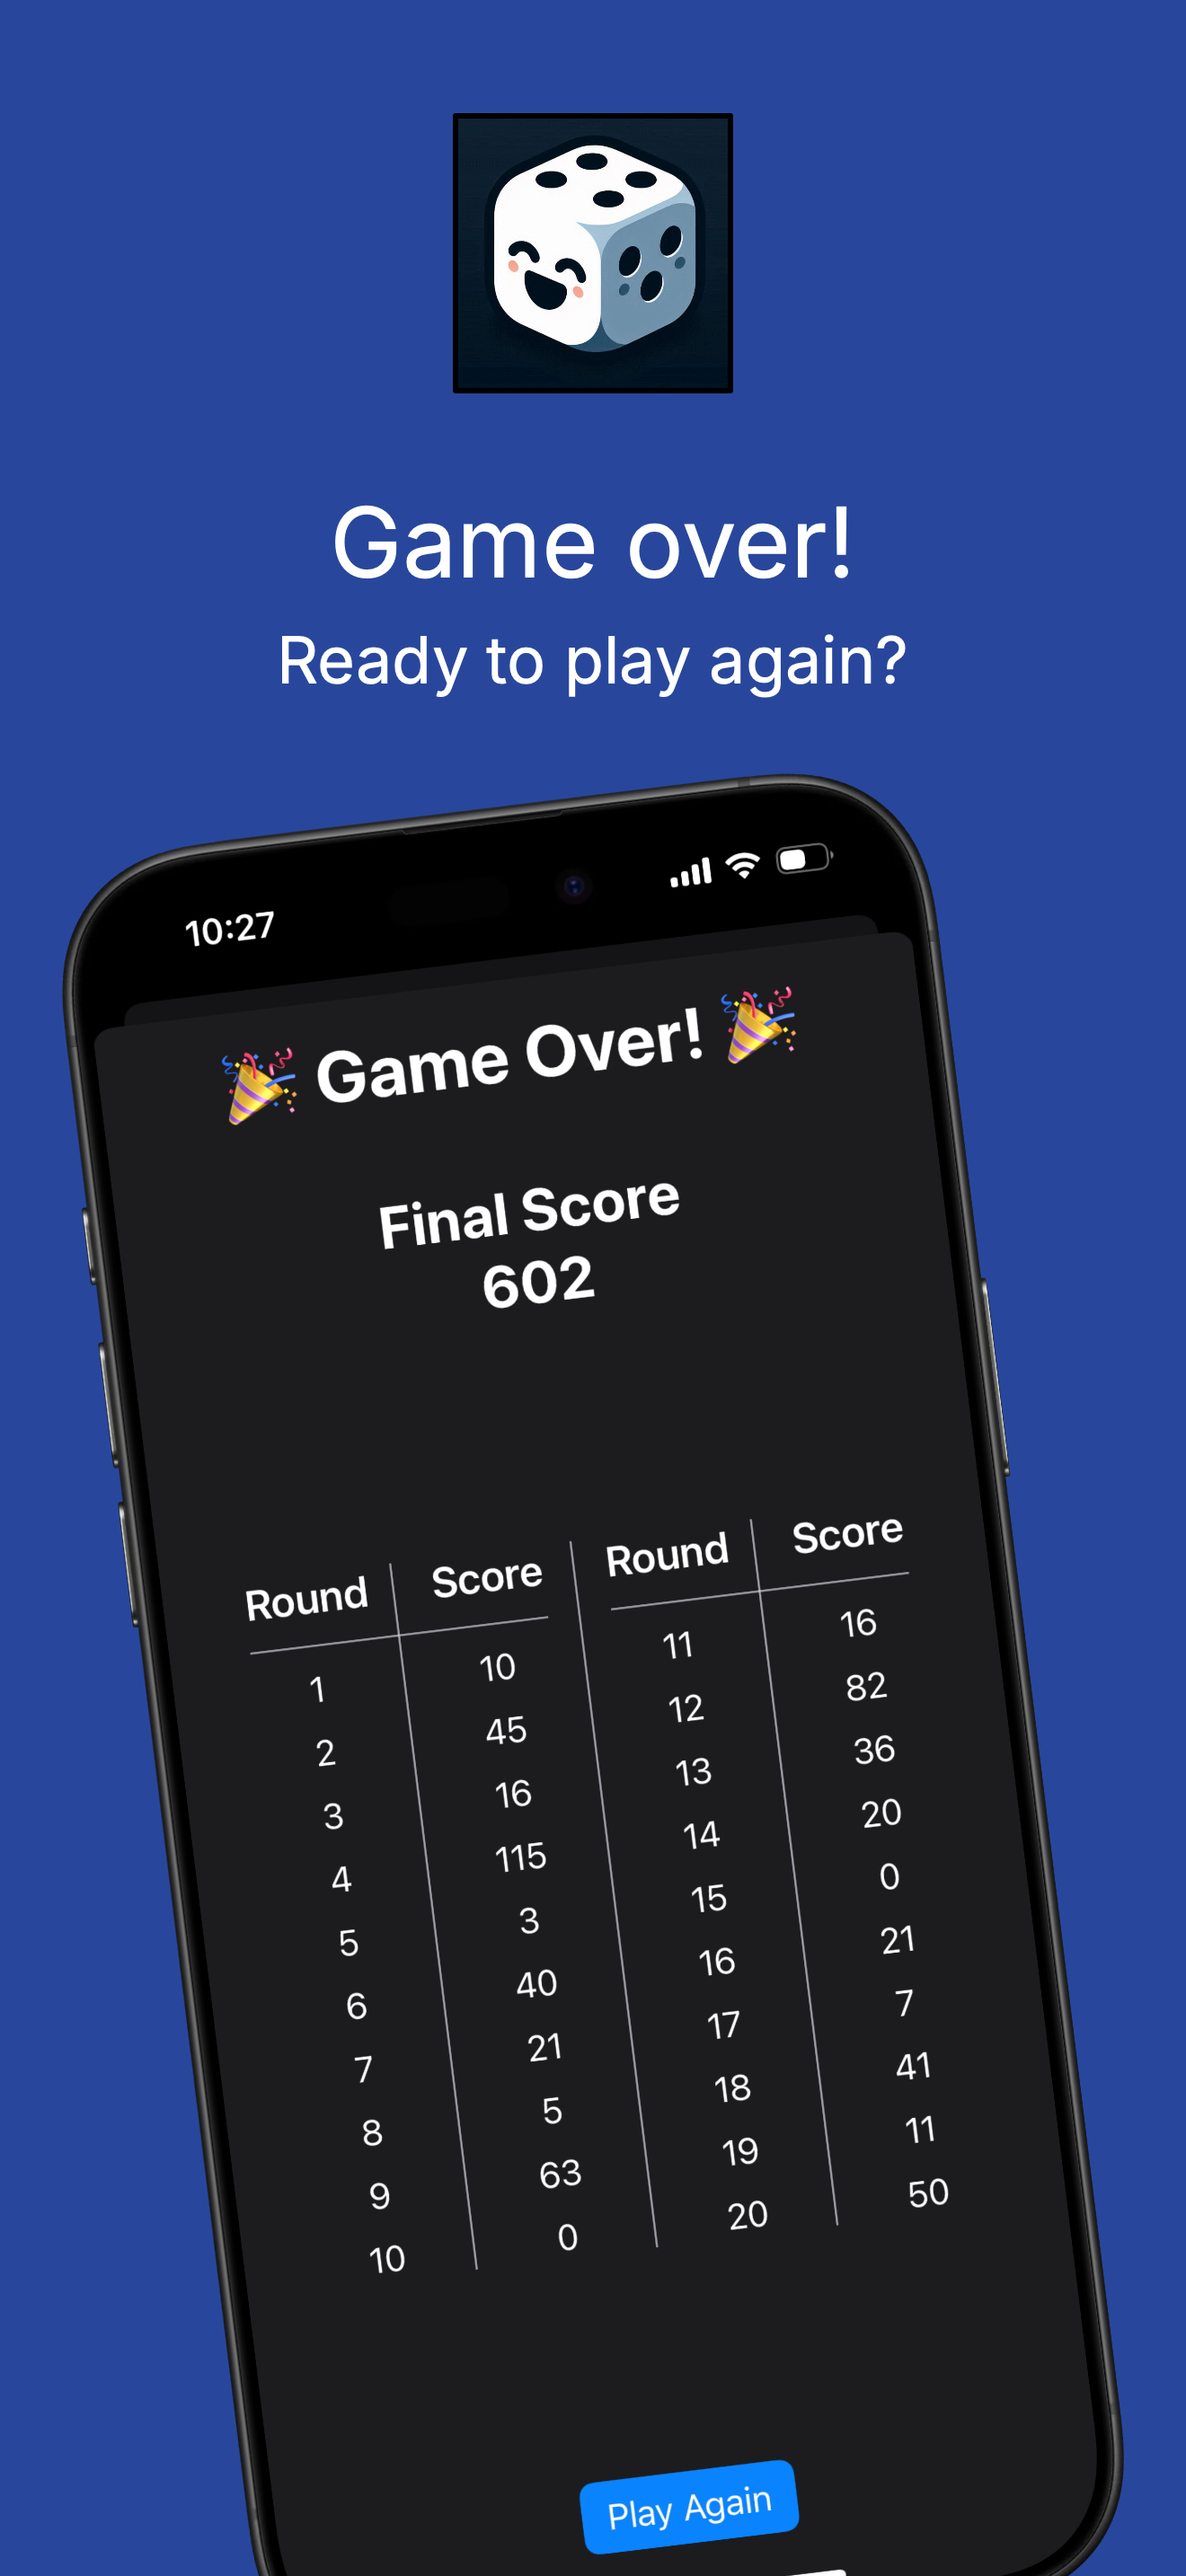 Game over!
Ready to play again?
10:27
🎉 Game Over! 🎉
Final Score
602
Round Score Round Score
1 10 11 16
2 45 12 82
3 16 13 36
4 115 14 20
5 3 15 0
6 40 16 21
7 21 17 7
8 5 18 41
9 63 19 11
10 0 20 50
Play Again